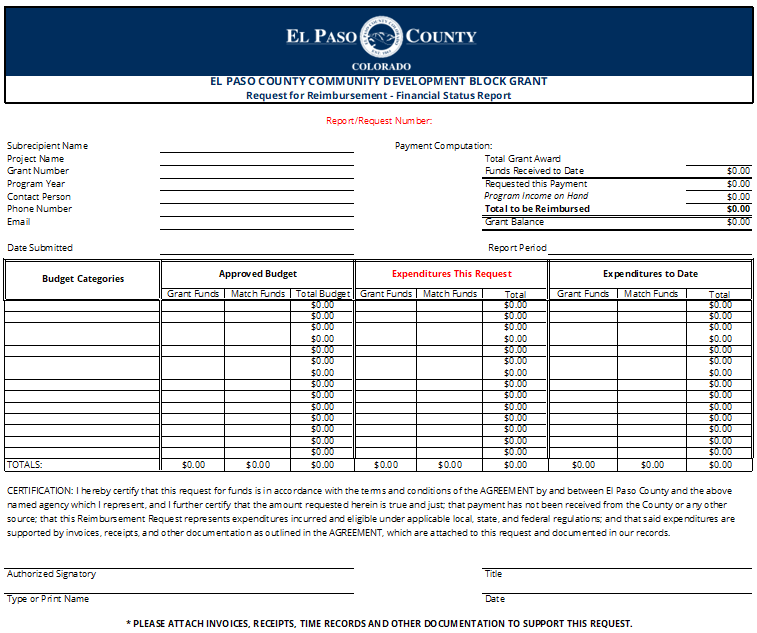 EL PASO COUNTY
COLORADO
EL PASO COUNTY COMMUNITY DEVELOPMENT BLOCK GRANT
Request for Reimbursement - Financial Status Report
Report/Request Number:
Subrecipient Name
Project Name
Grant Number
Program Year
Contact Person
Phone Number
Email
Payment Computation:
Total Grant Award
Funds Received to Date $0.00
Requested this Payment $0.00
Program Income on Hand $0.00
Total to be Reimbursed $0.00
Grant Balance $0.00
Date Submitted Report Period
Budget Categories Approved Budget Expenditures This Request Expenditures to Date
Grant Funds Match Funds Total Budget Grant Funds Match Funds Total Grant Funds Match Funds Total
$0.00 $0.00 $0.00
$0.00 $0.00 $0.00
$0.00 $0.00 $0.00
$0.00 $0.00 $0.00
$0.00 $0.00 $0.00
$0.00 $0.00 $0.00
$0.00 $0.00 $0.00
$0.00 $0.00 $0.00
$0.00 $0.00 $0.00
$0.00 $0.00 $0.00
$0.00 $0.00 $0.00
$0.00 $0.00 $0.00
$0.00 $0.00 $0.00
$0.00 $0.00 $0.00
TOTALS: $0.00 $0.00 $0.00 $0.00 $0.00 $0.00 $0.00 $0.00 $0.00
CERTIFICATION: I hereby certify that this request for funds is in accordance with the terms and conditions of the AGREEMENT by and between El Paso County and the above
named agency which I represent, and I further certify that the amount requested herein is true and just; that payment has not been received from the County or any other
source; that this Reimbursement Request represents expenditures incurred and eligible under applicable local, state, and federal regulations; and that said expenditures are
supported by invoices, receipts, and other documentation as outlined in the AGREEMENT, which are attached to this request and documented in our records.
Authorized Signatory Title
Type or Print Name Date
* PLEASE ATTACH INVOICES, RECEIPTS, TIME RECORDS AND OTHER DOCUMENTATION TO SUPPORT THIS REQUEST.